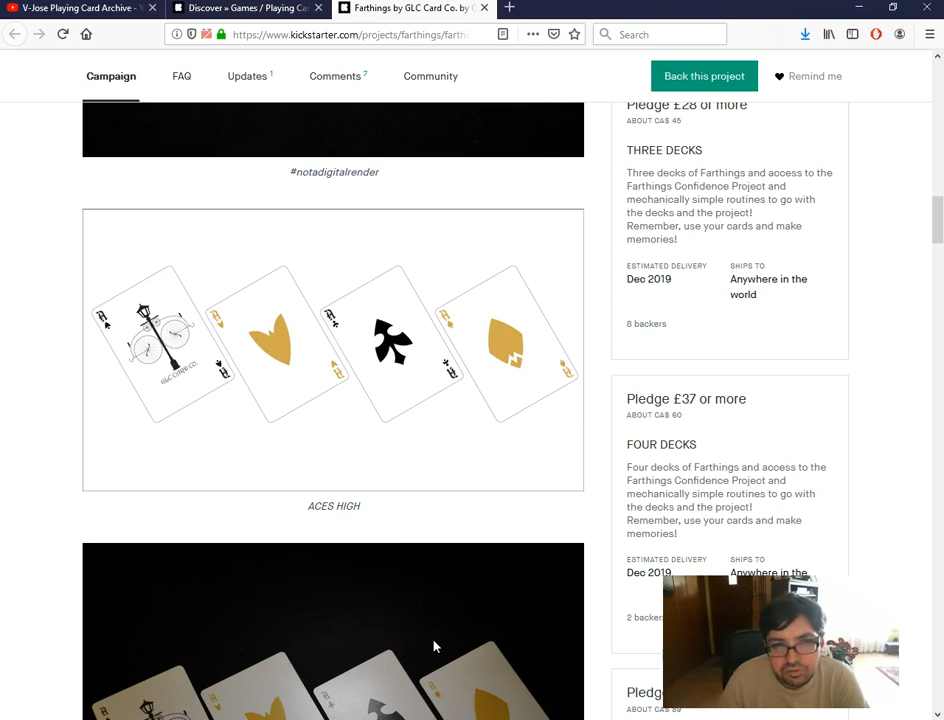 V-Jose Playing Card Archive - Y
Discover » Games / Playing Car
Farthings by GLC Card Co. by G
https://www.kickstarter.com/projects/farthings/farthi
Search
Campaign
FAQ
Updates 1
Comments 7
Community
Back this project
Remind me
#notadigitalrender
A
A
GLC CARD CO.
A
A
A
A
A
A
ACES HIGH
Pledge £28 or more
ABOUT CA$ 45
THREE DECKS
Three decks of Farthings and access to the
Farthings Confidence Project and
mechanically simple routines to go with
the decks and the project!
Remember, use your cards and make
memories!
ESTIMATED DELIVERY
SHIPS TO
Dec 2019
Anywhere in the
world
8 backers
Pledge £37 or more
ABOUT CA$ 60
FOUR DECKS
Four decks of Farthings and access to the
Farthings Confidence Project and
mechanically simple routines to go with
the decks and the project!
Remember, use your cards and make
memories!
ESTIMATED DELIVERY
SHIPS TO
Dec 2019
Anywhere in the
2 backers
Pledge